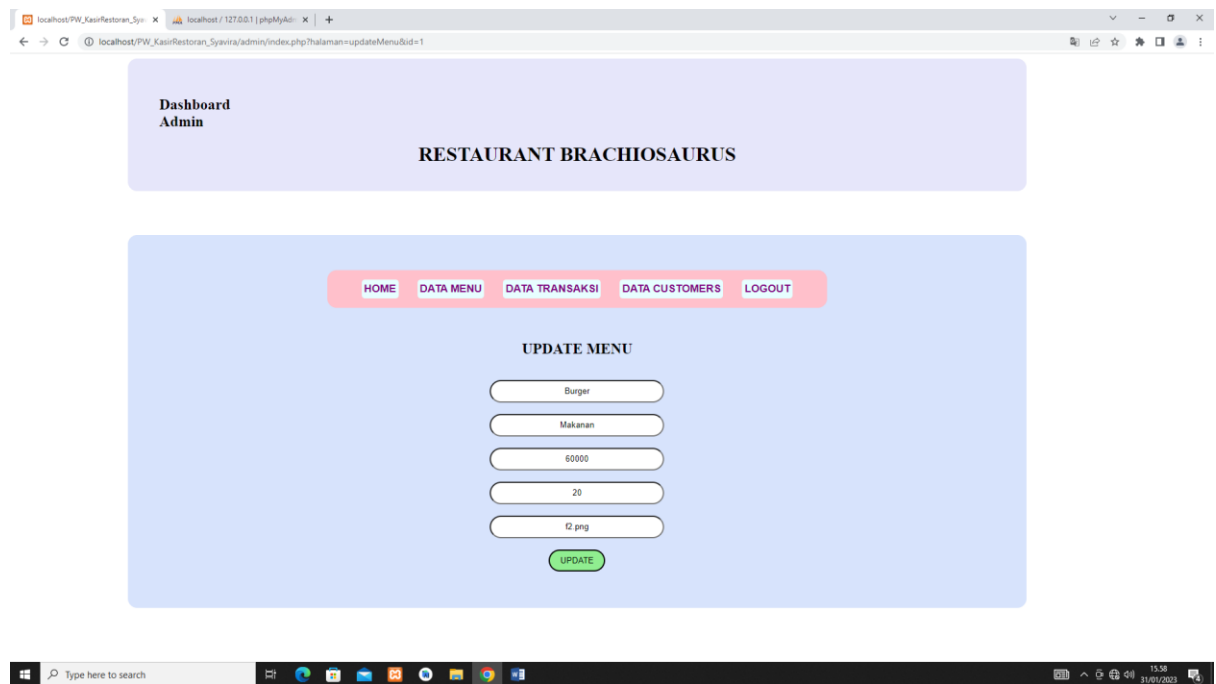 localhost/PW_KasirRestoran_Sya
localhost / 127.0.0.1 | phpMyAdm
localhost/PW_KasirRestoran_Syavira/admin/index.php?halaman=updateMenu&id=1
Dashboard
Admin
RESTAURANT BRACHIOSAURUS
HOME DATA MENU DATA TRANSAKSI DATA CUSTOMERS LOGOUT
UPDATE MENU
Burger
Makanan
60000
20
f2.png
UPDATE
Type here to search
15.58
31/01/2023